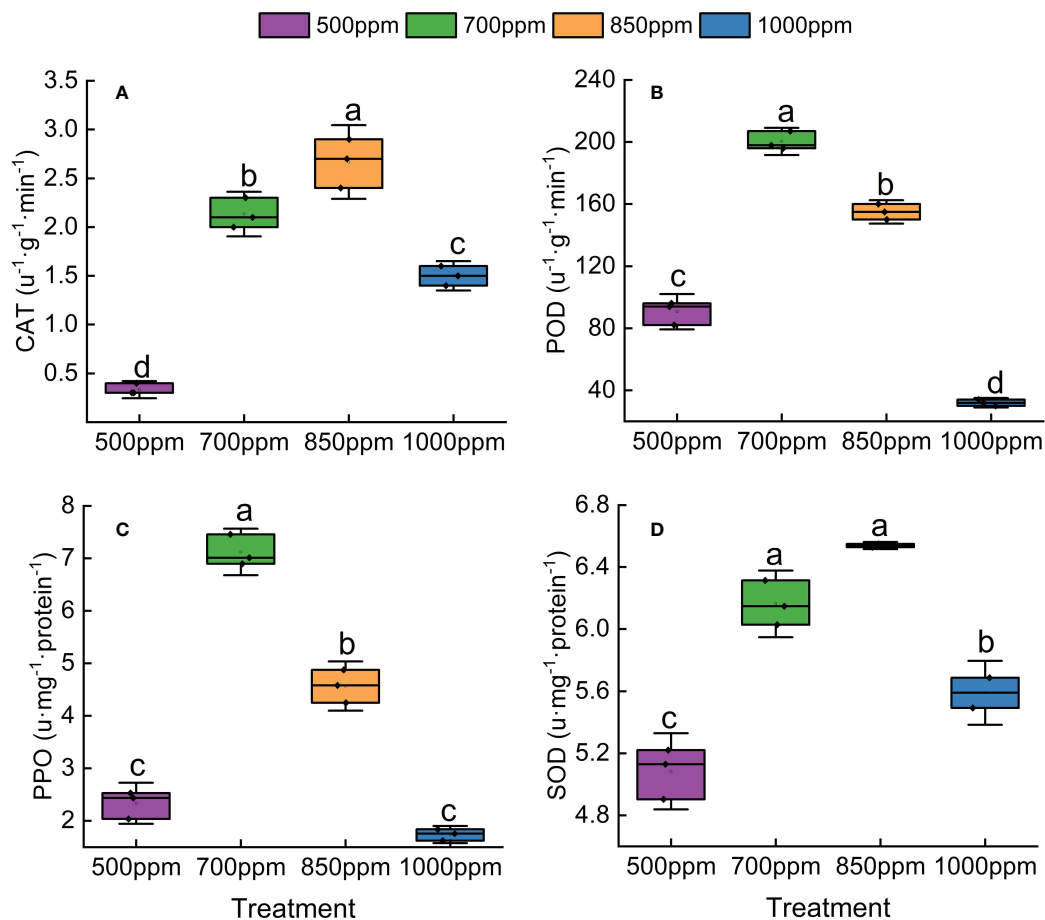 500ppm 700ppm 850ppm 1000ppm
A
CAT (u⁻¹·g⁻¹·min⁻¹)
3.5
3.0
2.5
2.0
1.5
1.0
0.5
d
b
a
c
500ppm 700ppm 850ppm 1000ppm
B
POD (u⁻¹·g⁻¹·min⁻¹)
240
200
160
120
80
40
c
a
b
d
500ppm 700ppm 850ppm 1000ppm
C
PPO (u·mg⁻¹·protein⁻¹)
8
7
6
5
4
3
2
c
a
b
c
500ppm 700ppm 850ppm 1000ppm
Treatment
D
SOD (u·mg⁻¹·protein⁻¹)
6.8
6.4
6.0
5.6
5.2
4.8
c
a
a
b
500ppm 700ppm 850ppm 1000ppm
Treatment